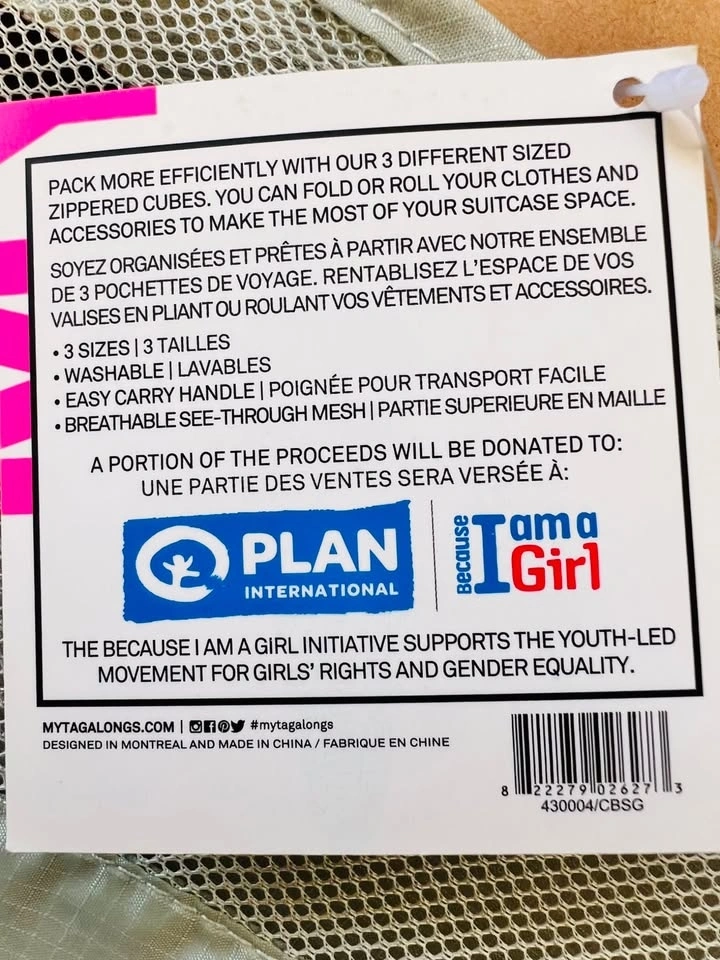 PACK MORE EFFICIENTLY WITH OUR 3 DIFFERENT SIZED
ZIPPERED CUBES. YOU CAN FOLD OR ROLL YOUR CLOTHES AND
ACCESSORIES TO MAKE THE MOST OF YOUR SUITCASE SPACE.
SOYEZ ORGANISÉES ET PRÊTES À PARTIR AVEC NOTRE ENSEMBLE
DE 3 POCHETTES DE VOYAGE. RENTABLISEZ L'ESPACE DE VOS
VALISES EN PLIANT OU ROULANT VOS VÊTEMENTS ET ACCESSOIRES.
• 3 SIZES | 3 TAILLES
• WASHABLE | LAVABLES
• EASY CARRY HANDLE | POIGNÉE POUR TRANSPORT FACILE
• BREATHABLE SEE-THROUGH MESH | PARTIE SUPERIEURE EN MAILLE
A PORTION OF THE PROCEEDS WILL BE DONATED TO:
UNE PARTIE DES VENTES SERA VERSÉE À:
PLAN
INTERNATIONAL
Because
I am a
Girl
THE BECAUSE I AM A GIRL INITIATIVE SUPPORTS THE YOUTH-LED
MOVEMENT FOR GIRLS' RIGHTS AND GENDER EQUALITY.
MYTAGALONGS.COM | #mytagalongs
DESIGNED IN MONTREAL AND MADE IN CHINA / FABRIQUE EN CHINE
8 22279 02627 3
430004/CBSG